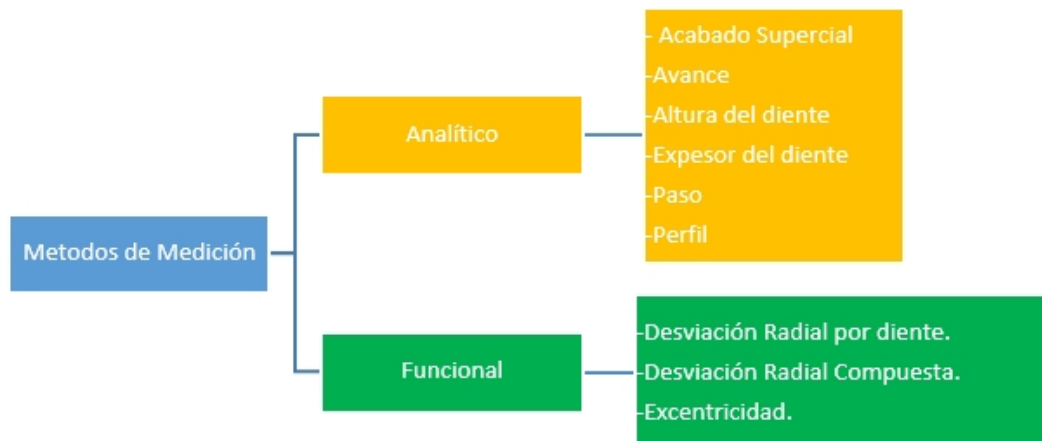 Metodos de Medición
Analítico
- Acabado Supercial
-Avance
-Altura del diente
-Expesor del diente
-Paso
-Perfil
Funcional
-Desviación Radial por diente.
-Desviación Radial Compuesta.
-Excentricidad.